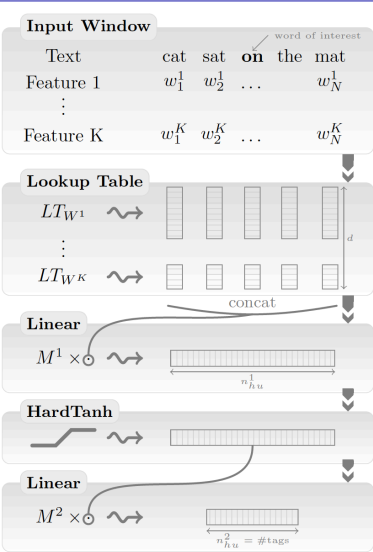 Input Window
word of interest
Text cat sat on the mat
Feature 1 w_1^1 w_2^1 ... w_N^1
⋮
Feature K w_1^K w_2^K ... w_N^K
Lookup Table
LT_{W^1}
d
⋮
LT_{W^K}
concat
Linear
M^1 × ⊙
n_{hu}^1
HardTanh
Linear
M^2 × ⊙
n_{hu}^2 = #tags